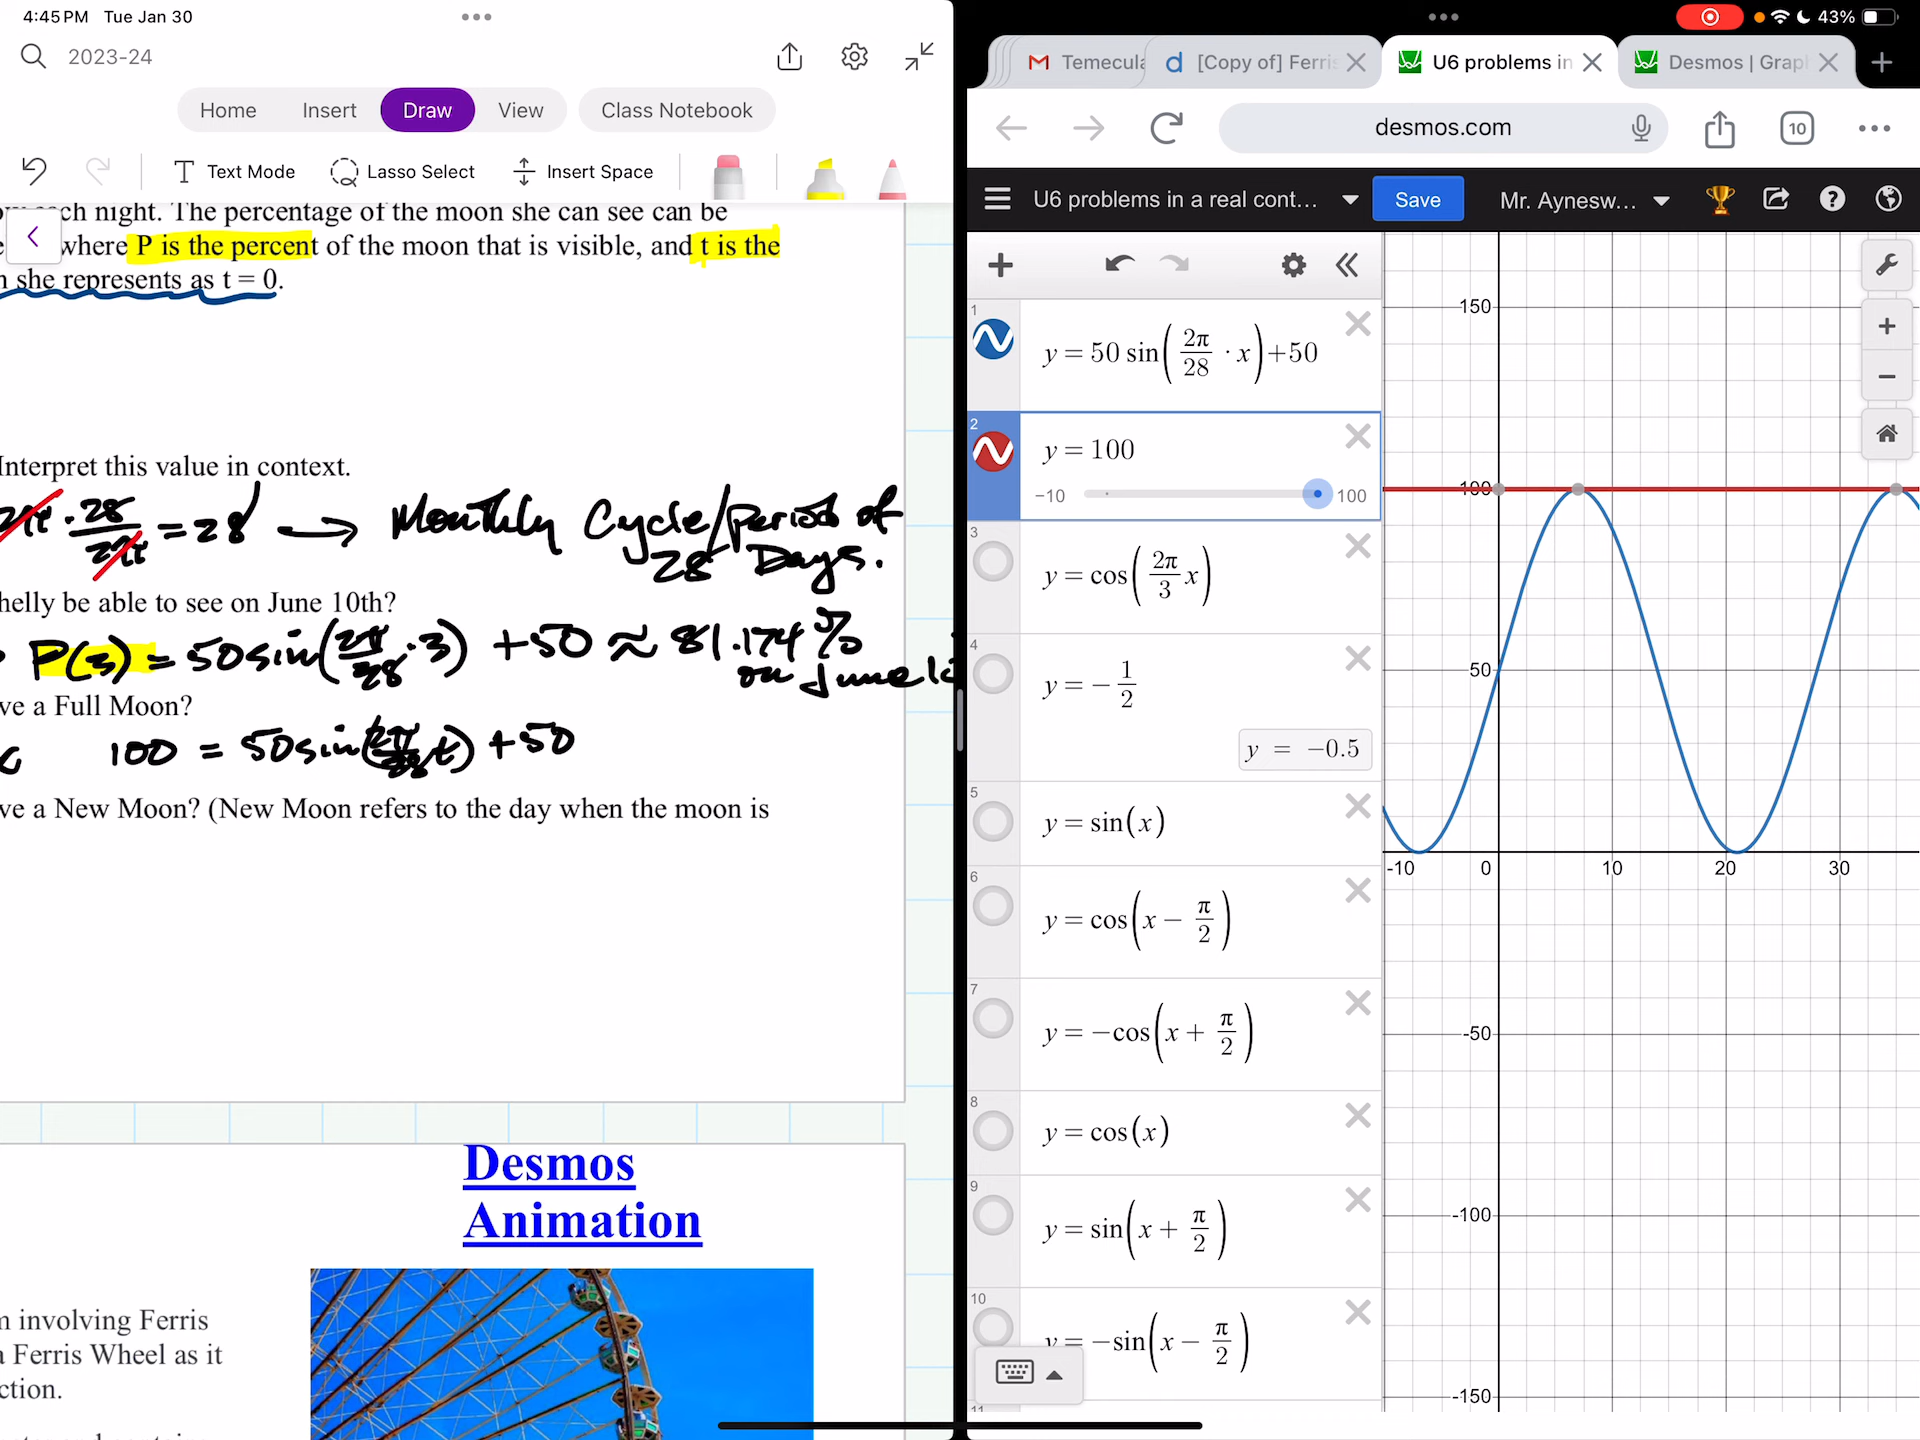 4:45 PM Tue Jan 30
2023-24
Home Insert Draw View Class Notebook
Text Mode Lasso Select Insert Space
each night. The percentage of the moon she can see can be
where P is the percent of the moon that is visible, and t is the
she represents as t = 0.
Interpret this value in context.
· 28/2π = 28 → Monthly Cycle/Period of
28 Days.
helly be able to see on June 10th?
P(3) = 50sin(2π/28 · 3) + 50 ≈ 81.174%
on June
ve a Full Moon?
100 = 50sin(2π/28 t) + 50
ve a New Moon? (New Moon refers to the day when the moon is
Desmos
Animation
involving Ferris
a Ferris Wheel as it
ction.
43%
Temecula [Copy of] Ferris U6 problems in Desmos | Grap
desmos.com
10
U6 problems in a real cont... Save Mr. Aynesw...
1
y = 50 sin(2π/28 · x)+50
2
y = 100
−10 100
3
y = cos(2π/3 x)
4
y = −1/2
y = −0.5
5
y = sin(x)
6
y = cos(x − π/2)
7
y = −cos(x + π/2)
8
y = cos(x)
9
y = sin(x + π/2)
10
y = −sin(x − π/2)
11
150
100
50
-10 0 10 20 30
-50
-100
-150